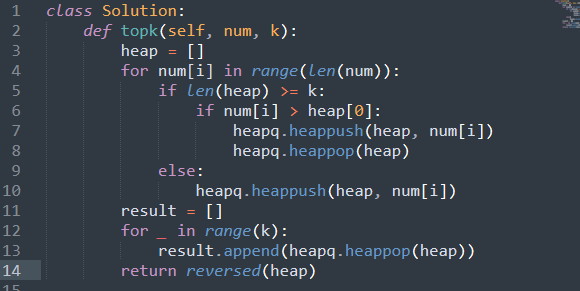 1 class Solution:
2     def topk(self, num, k):
3         heap = []
4         for num[i] in range(len(num)):
5             if len(heap) >= k:
6                 if num[i] > heap[0]:
7                     heapq.heappush(heap, num[i])
8                     heapq.heappop(heap)
9             else:
10                 heapq.heappush(heap, num[i])
11         result = []
12         for _ in range(k):
13             result.append(heapq.heappop(heap))
14         return reversed(heap)
15